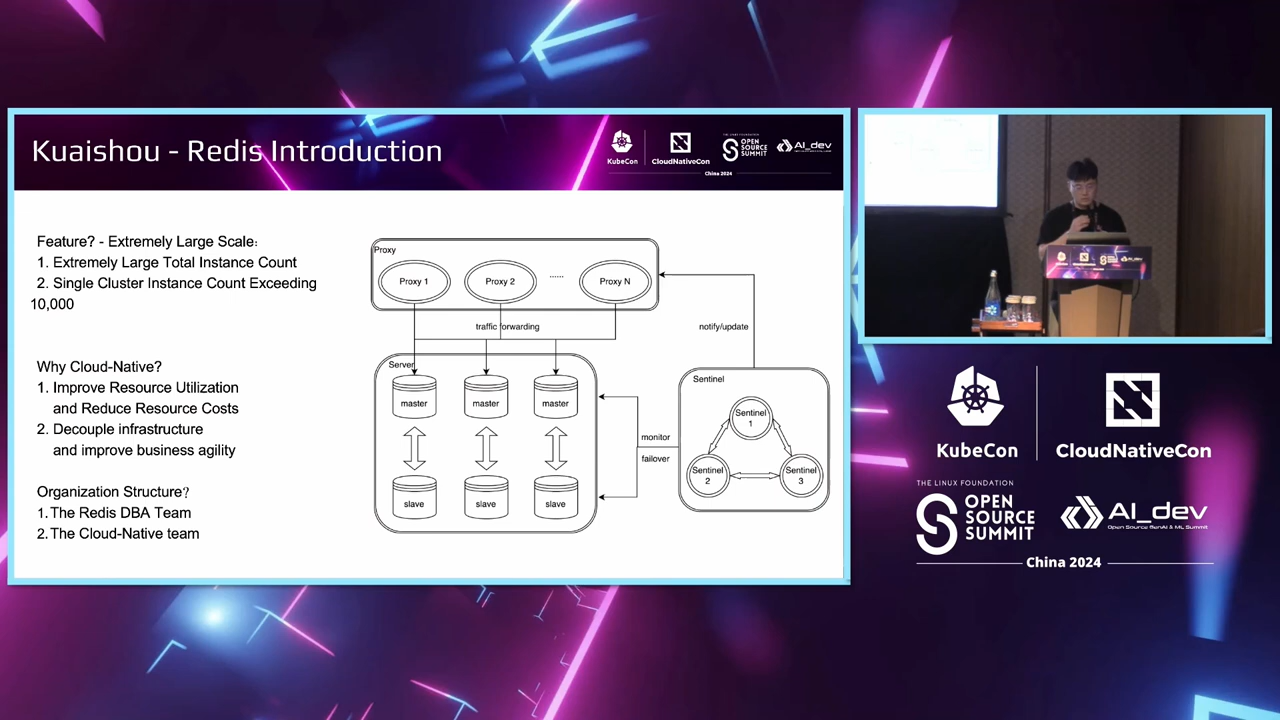 Kuaishou - Redis Introduction
KubeCon
CloudNativeCon
THE LINUX FOUNDATION
OPEN
SOURCE
SUMMIT
AI_dev
China 2024
Feature? - Extremely Large Scale:
1. Extremely Large Total Instance Count
2. Single Cluster Instance Count Exceeding
10,000
Why Cloud-Native?
1. Improve Resource Utilization
and Reduce Resource Costs
2. Decouple infrastructure
and improve business agility
Organization Structure?
1. The Redis DBA Team
2. The Cloud-Native team
Proxy
Proxy 1
Proxy 2
......
Proxy N
traffic forwarding
notify/update
Server
master
master
master
slave
slave
slave
monitor
failover
Sentinel
Sentinel
1
Sentinel
2
Sentinel
3
KubeCon
CloudNativeCon
THE LINUX FOUNDATION
OPEN
SOURCE
SUMMIT
AI_dev
Open Source GenAI & ML Summit
China 2024